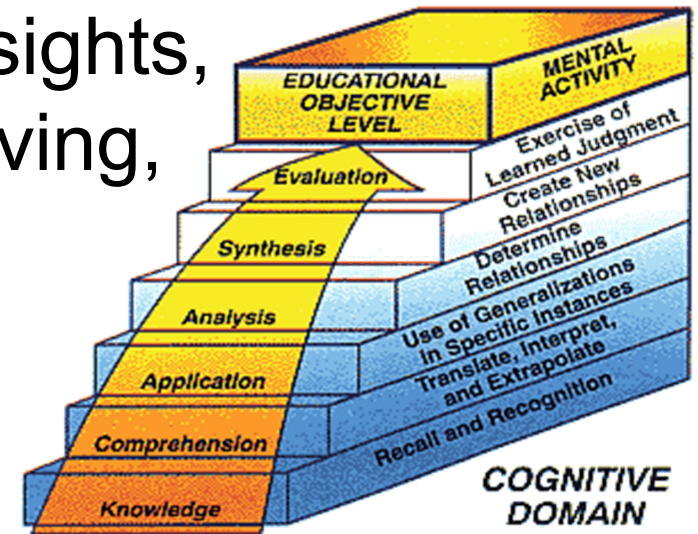 sights,
ving,
EDUCATIONAL
OBJECTIVE
LEVEL
MENTAL
ACTIVITY
Evaluation
Exercise of
Learned Judgment
Synthesis
Create New
Relationships
Analysis
Determine
Relationships
Application
Use of Generalizations
in Specific Instances
Comprehension
Translate, Interpret,
and Extrapolate
Knowledge
Recall and Recognition
COGNITIVE
DOMAIN